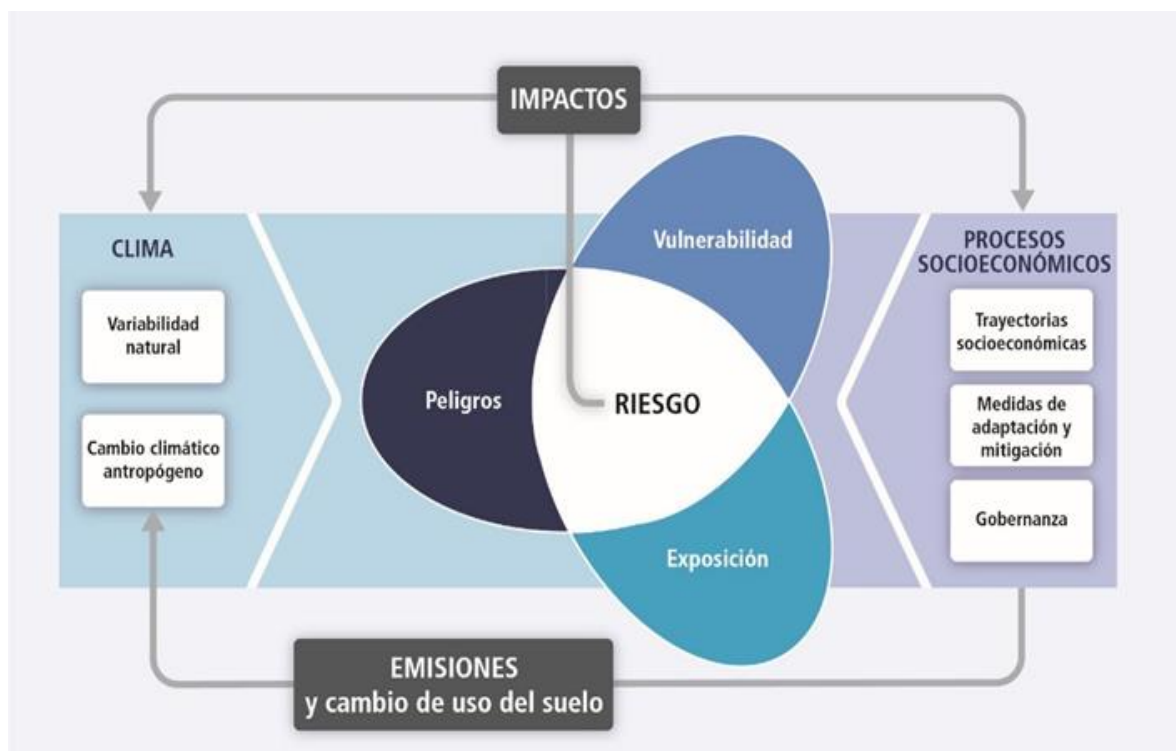 IMPACTOS
CLIMA
Variabilidad
natural
Cambio climático
antropógeno
Peligros
RIESGO
Vulnerabilidad
Exposición
PROCESOS
SOCIOECONÓMICOS
Trayectorias
socioeconómicas
Medidas de
adaptación y
mitigación
Gobernanza
EMISIONES
y cambio de uso del suelo